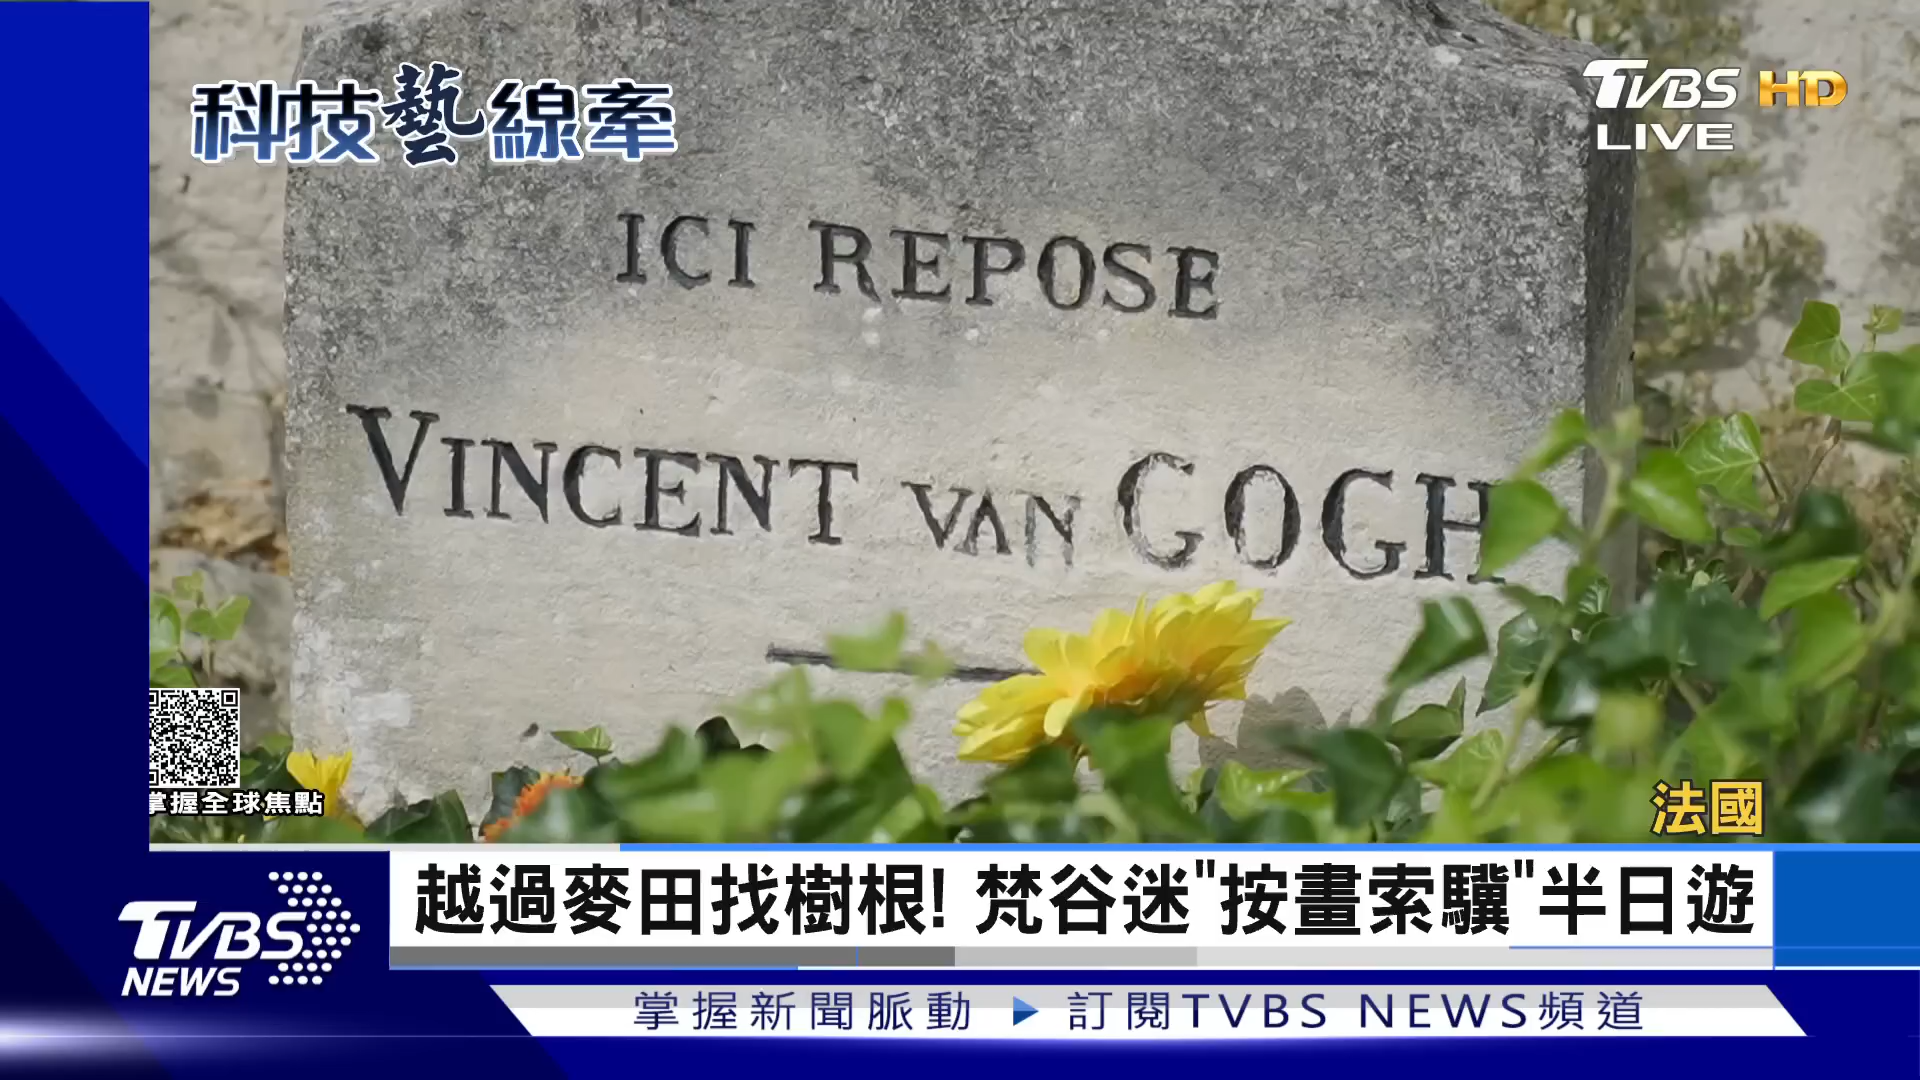 科技藝線牽
TVBS HD
LIVE
ICI REPOSE
VINCENT VAN GOGH
掌握全球焦點
法國
越過麥田找樹根! 梵谷迷"按畫索驥"半日遊
TVBS
NEWS
掌握新聞脈動 ▶ 訂閱TVBS NEWS頻道